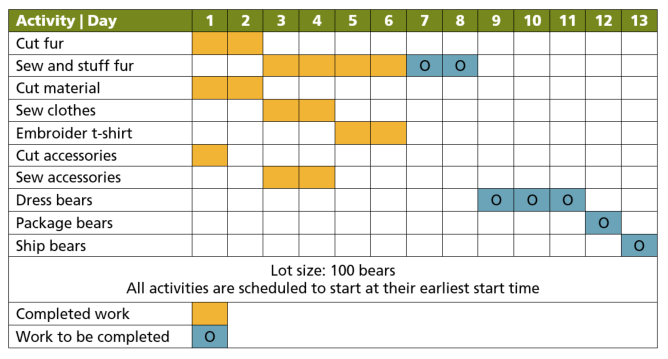 Activity | Day 1 2 3 4 5 6 7 8 9 10 11 12 13
Cut fur
Sew and stuff fur O O
Cut material
Sew clothes
Embroider t-shirt
Cut accessories
Sew accessories
Dress bears O O O
Package bears O
Ship bears O
Lot size: 100 bears
All activities are scheduled to start at their earliest start time
Completed work
Work to be completed O